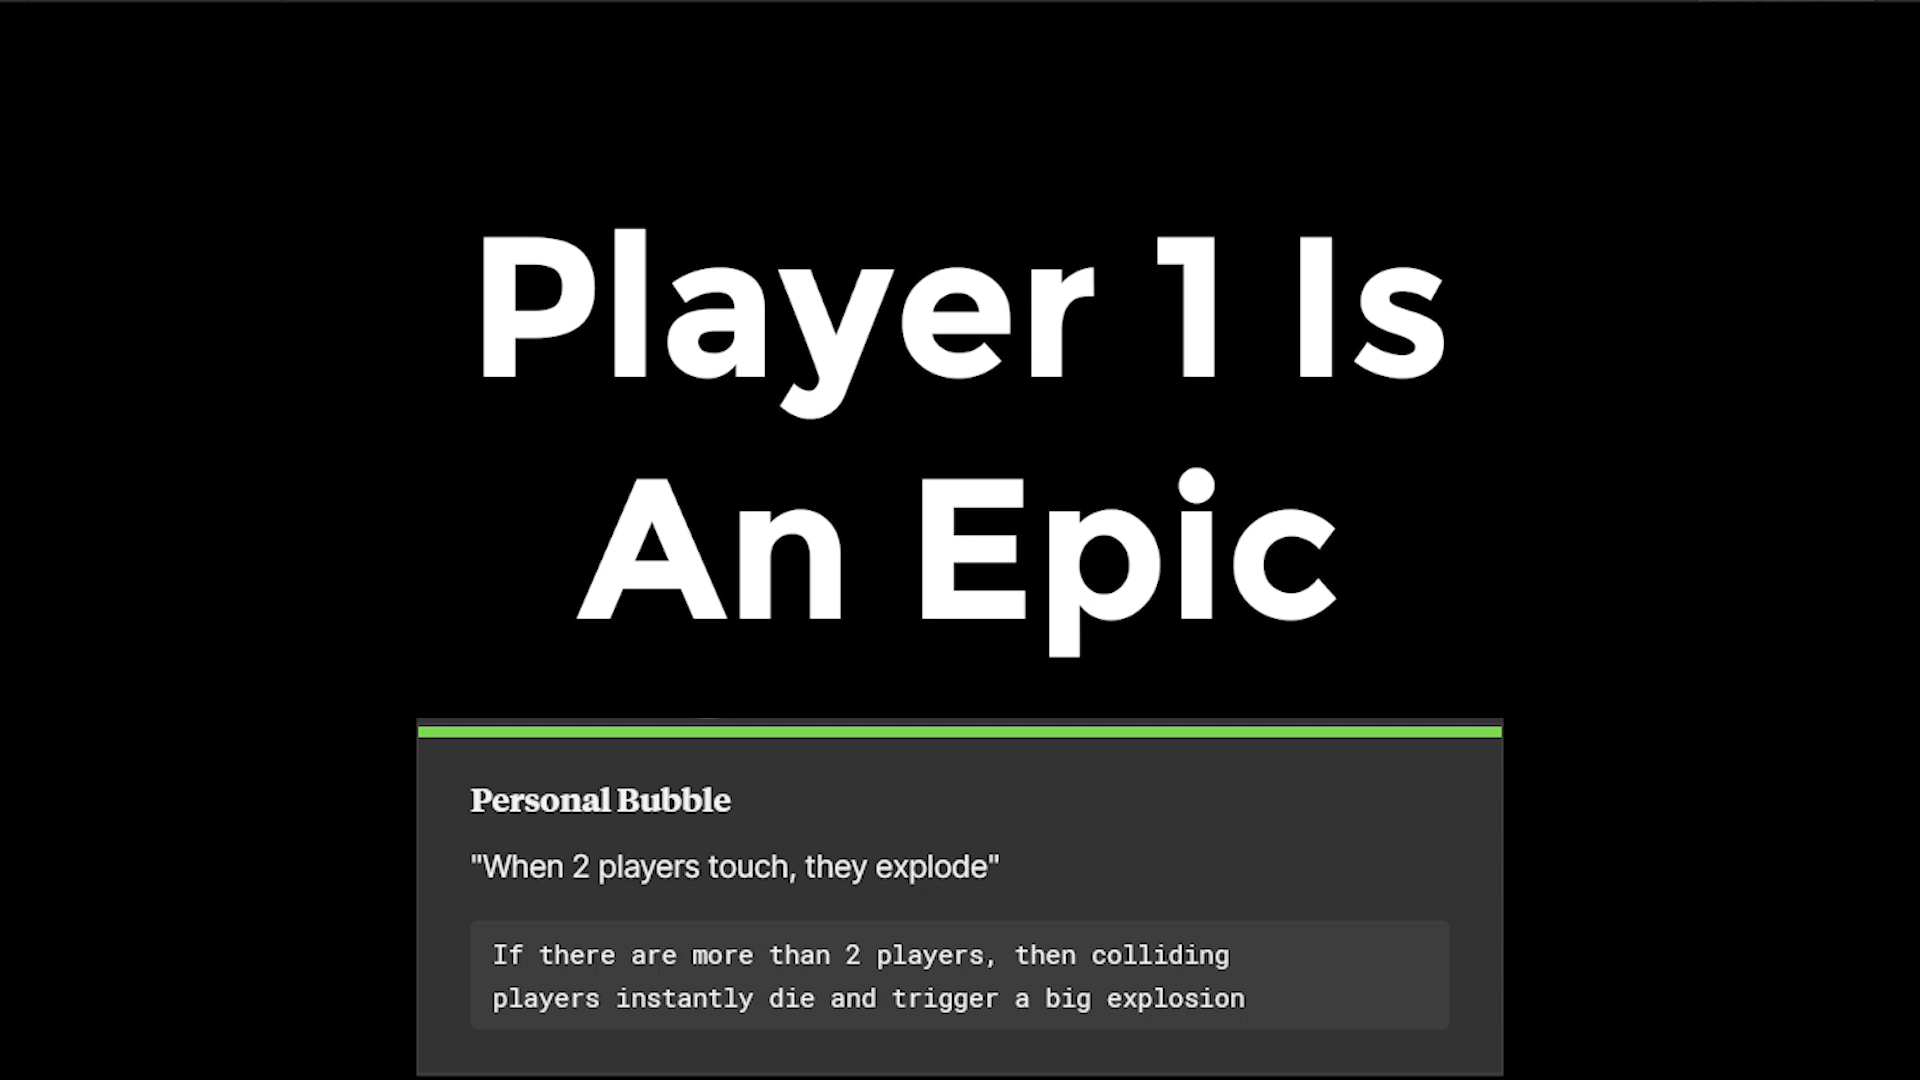 Player 1 Is
An Epic
Personal Bubble
"When 2 players touch, they explode"
If there are more than 2 players, then colliding
players instantly die and trigger a big explosion